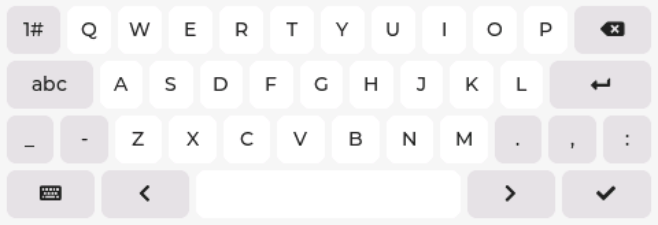 1# Q W E R T Y U I O P
abc A S D F G H J K L
_ - Z X C V B N M . , :